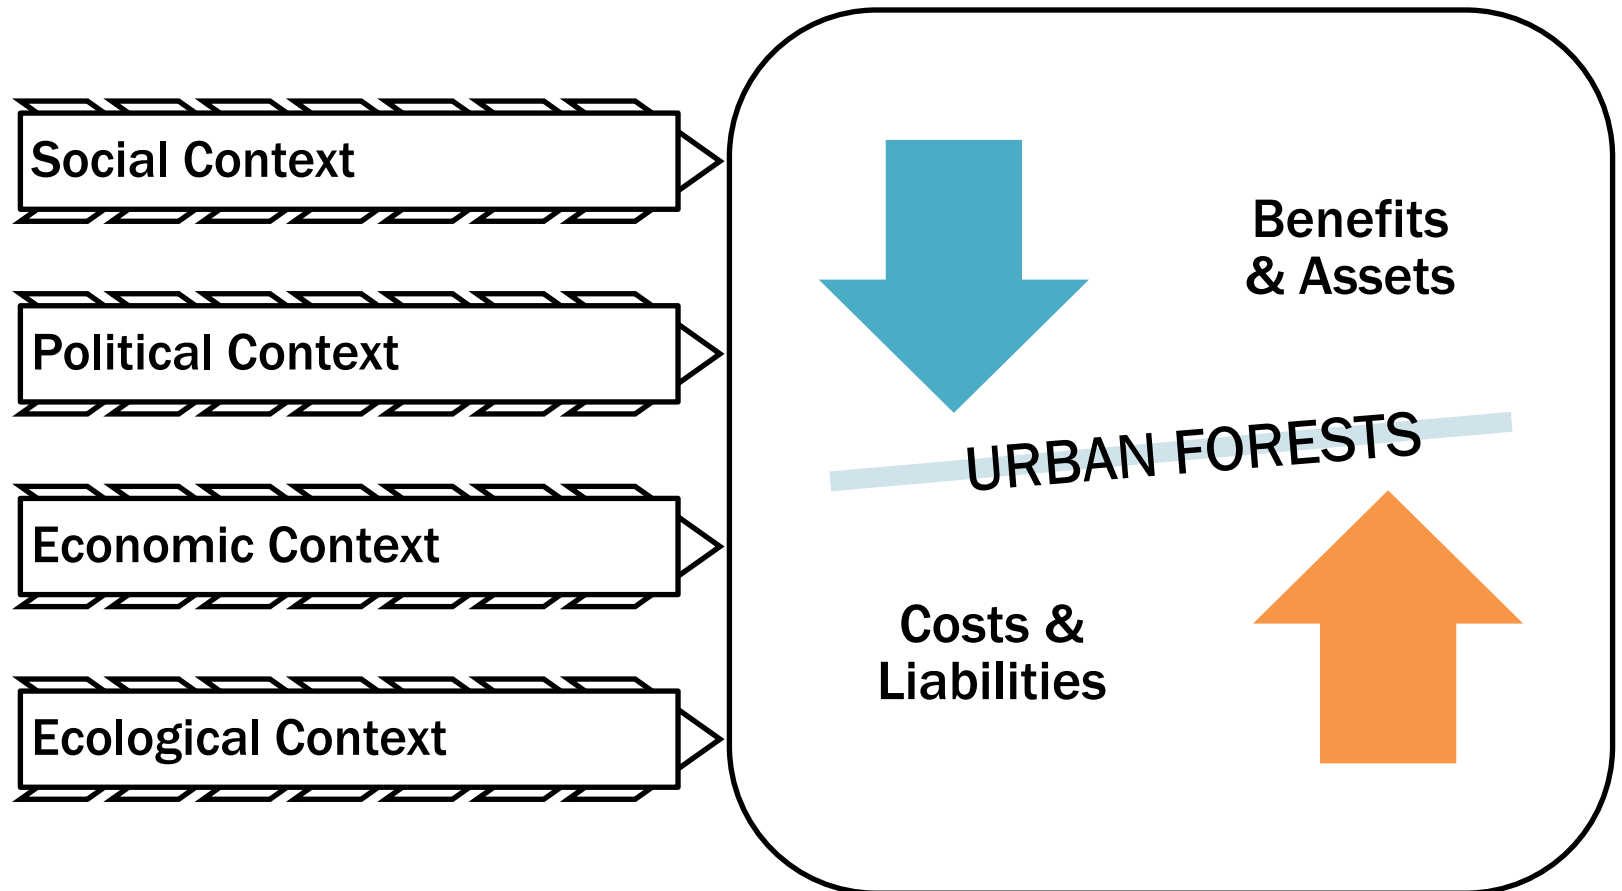 Social Context
Political Context
Economic Context
Ecological Context
Benefits
& Assets
URBAN FORESTS
Costs &
Liabilities